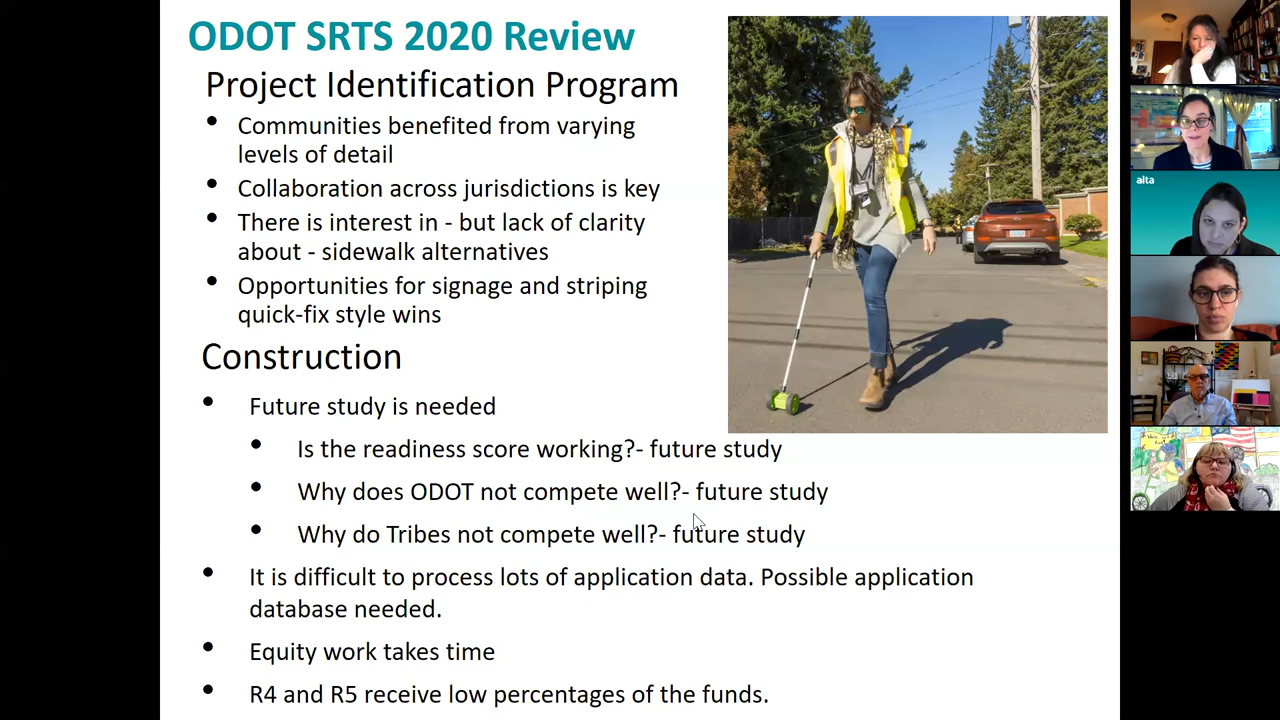 ODOT SRTS 2020 Review
Project Identification Program
• Communities benefited from varying
levels of detail
• Collaboration across jurisdictions is key
• There is interest in - but lack of clarity
about - sidewalk alternatives
• Opportunities for signage and striping
quick-fix style wins
Construction
• Future study is needed
• Is the readiness score working?- future study
• Why does ODOT not compete well?- future study
• Why do Tribes not compete well?- future study
• It is difficult to process lots of application data. Possible application
database needed.
• Equity work takes time
• R4 and R5 receive low percentages of the funds.
alta